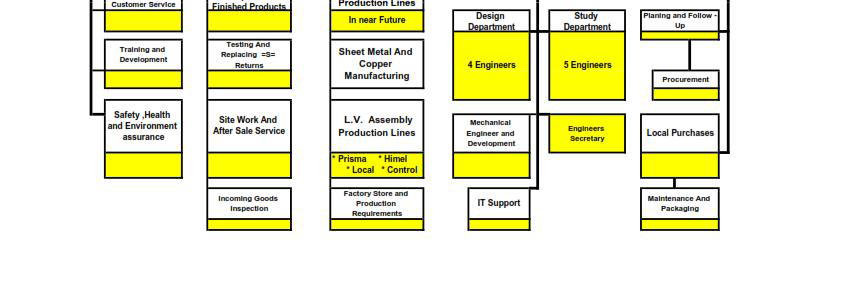 Customer Service
Training and
Development
Safety ,Health
and Environment
assurance
Finished Products
Testing And
Replacing =S=
Returns
Site Work And
After Sale Service
Incoming Goods
Inspection
Production Lines
In near Future
Sheet Metal And
Copper
Manufacturing
L.V. Assembly
Production Lines
* Prisma * Himel
* Local * Control
Factory Store and
Production
Requirements
Design
Department
4 Engineers
Mechanical
Engineer and
Development
IT Support
Study
Department
5 Engineers
Engineers
Secretary
Planing and Follow -
Up
Procurement
Local Purchases
Maintenance And
Packaging